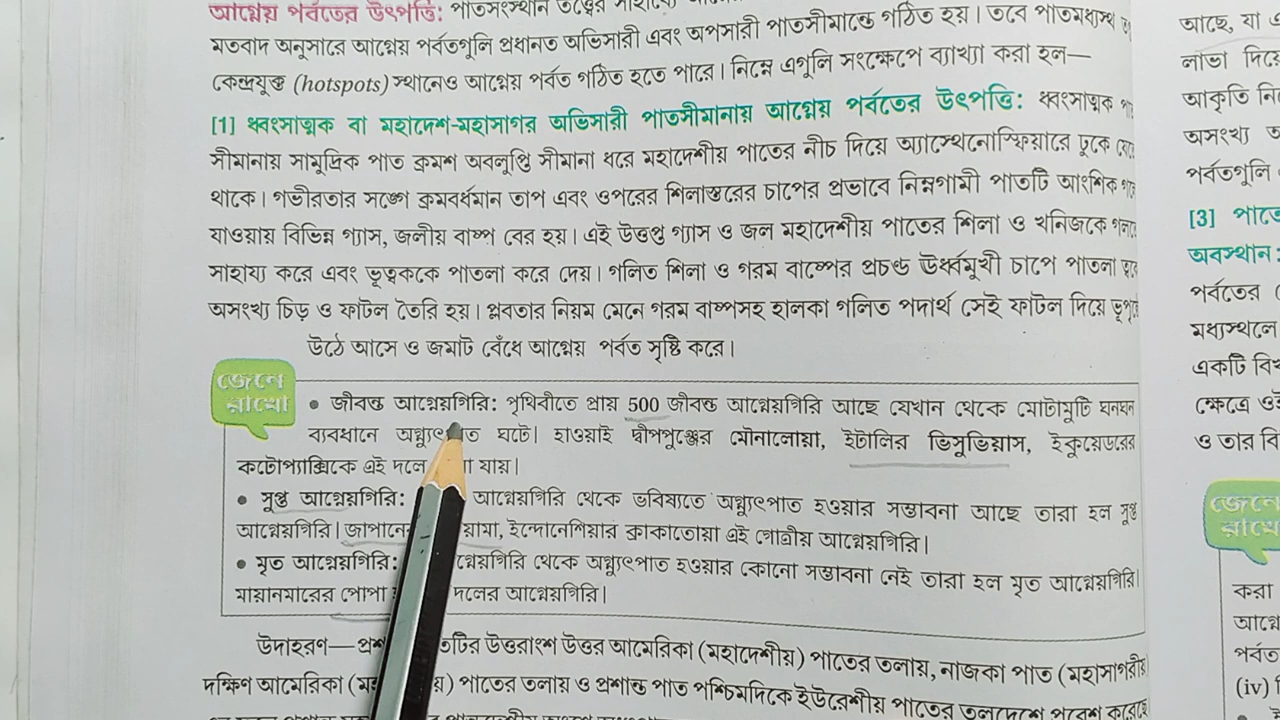 আগ্নেয় পর্বতের উৎপত্তি: পাতসংস্থান তত্ত্বের
মতবাদ অনুসারে আগ্নেয় পর্বতগুলি প্রধানত অভিসারী এবং অপসারী পাতসীমান্তে গঠিত হয়। তবে পাতমধ্যস্থ
কেন্দ্রযুক্ত (hotspots) স্থানেও আগ্নেয় পর্বত গঠিত হতে পারে। নিম্নে এগুলি সংক্ষেপে ব্যাখ্যা করা হল—
[1] ধ্বংসাত্মক বা মহাদেশ-মহাসাগর অভিসারী পাতসীমানায় আগ্নেয় পর্বতের উৎপত্তি: ধ্বংসাত্মক
সীমানায় সামুদ্রিক পাত ক্রমশ অবলুপ্তি সীমানা ধরে মহাদেশীয় পাতের নীচ দিয়ে অ্যাস্থেনোস্ফিয়ারে ঢুকে
থাকে। গভীরতার সঙ্গে ক্রমবর্ধমান তাপ এবং ওপরের শিলাস্তরের চাপের প্রভাবে নিম্নগামী পাতটি আংশিক
যাওয়ায় বিভিন্ন গ্যাস, জলীয় বাষ্প বের হয়। এই উত্তপ্ত গ্যাস ও জল মহাদেশীয় পাতের শিলা ও খনিজকে
সাহায্য করে এবং ভূত্বককে পাতলা করে দেয়। গলিত শিলা ও গরম বাষ্পের প্রচণ্ড ঊর্ধ্বমুখী চাপে পাতলা
অসংখ্য চিড় ও ফাটল তৈরি হয়। প্লবতার নিয়ম মেনে গরম বাষ্পসহ হালকা গলিত পদার্থ সেই ফাটল দিয়ে
উঠে আসে ও জমাট বেঁধে আগ্নেয় পর্বত সৃষ্টি করে।
জেনে
রাখো
• জীবন্ত আগ্নেয়গিরি: পৃথিবীতে প্রায় 500 জীবন্ত আগ্নেয়গিরি আছে যেখান থেকে মোটামুটি ঘনঘন
ব্যবধানে ঘটে। হাওয়াই দ্বীপপুঞ্জের মৌনালোয়া, ইটালির ভিসুভিয়াস, ইকুয়েডরের
কটোপ্যাক্সিকে এই দলে যায়।
• সুপ্ত আগ্নেয়গিরি: আগ্নেয়গিরি থেকে ভবিষ্যতে অগ্ন্যুৎপাত হওয়ার সম্ভাবনা আছে তারা হল সুপ্ত
আগ্নেয়গিরি। ইন্দোনেশিয়ার ক্রাকাতোয়া এই গোত্রীয় আগ্নেয়গিরি।
• মৃত আগ্নেয়গিরি: থেকে অগ্ন্যুৎপাত হওয়ার কোনো সম্ভাবনা নেই তারা হল মৃত আগ্নেয়গিরি।
মায়ানমারের পোপা দলের আগ্নেয়গিরি।
উদাহরণ— উত্তরাংশ উত্তর আমেরিকা (মহাদেশীয়) পাতের তলায়, নাজকা পাত (মহাসাগরীয়
দক্ষিণ আমেরিকা পাতের তলায় ও প্রশান্ত পাত পশ্চিমদিকে ইউরেশীয় পাতের তলদেশে প্রবেশ করেছে
আছে, যা
লাভা দিয়ে
আকৃতি
অসংখ্য
পর্বতগুলি
[3]
অবস্থান:
পর্বতের
মধ্যস্থলে
একটি
ক্ষেত্রে
ও তার
জেনে
রাখো
করা
পর্বত
(iv)